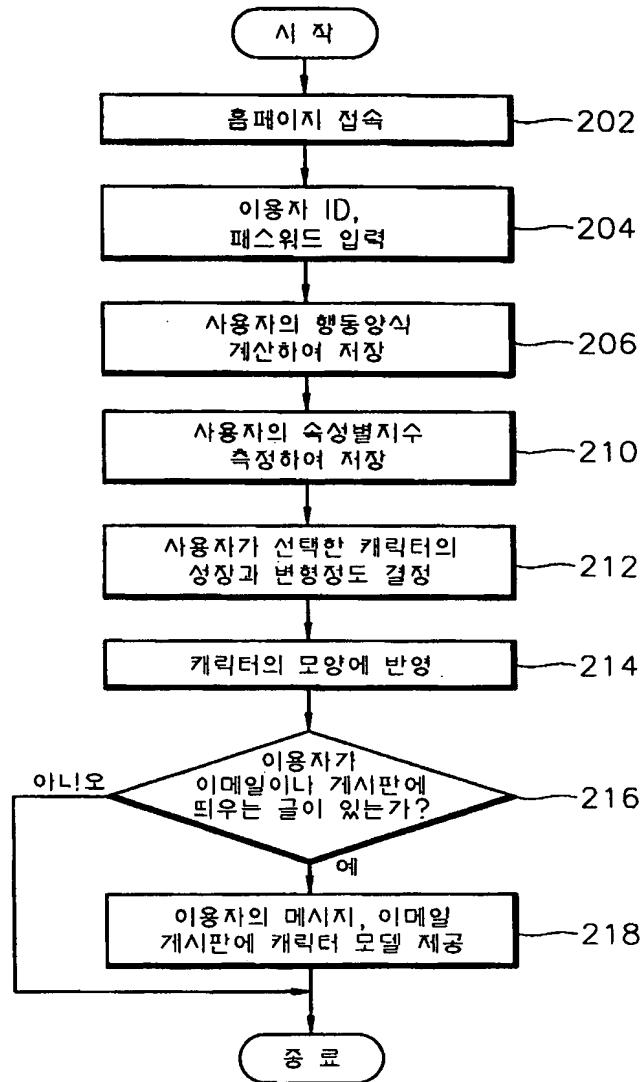 시 작
홈페이지 접속
202
이용자 ID,
패스워드 입력
204
사용자의 행동양식
계산하여 저장
206
사용자의 속성별지수
측정하여 저장
210
사용자가 선택한 캐릭터의
성장과 변형정도 결정
212
캐릭터의 모양에 반영
214
이용자가
이메일이나 게시판에
띄우는 글이 있는가?
216
아니오
예
이용자의 메시지, 이메일
게시판에 캐릭터 모델 제공
218
종 료